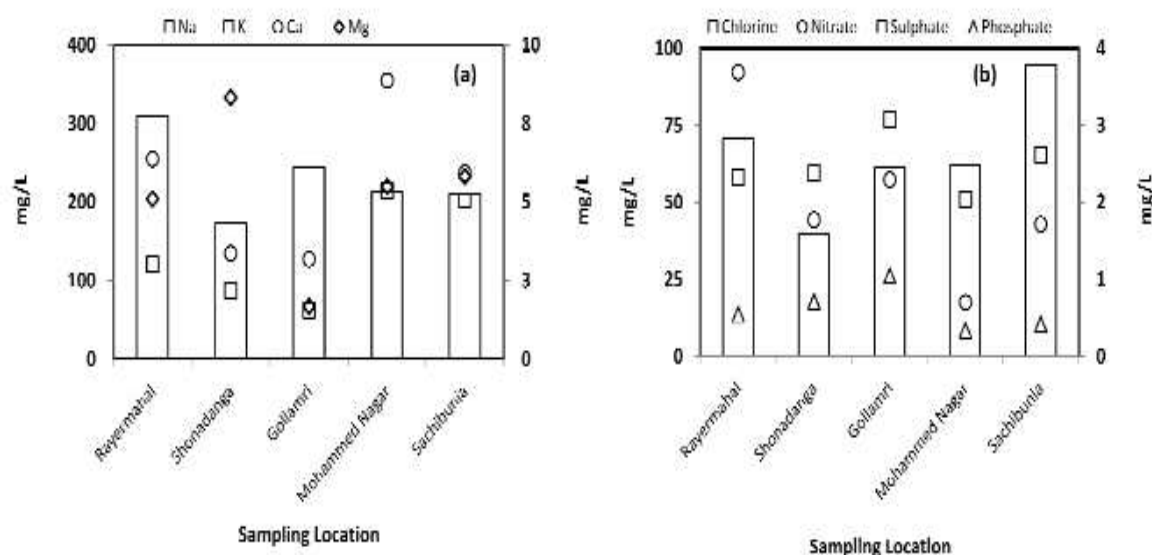 Na K Ca Mg
400
300
200
100
0
mg/L
(a)
10
8
5
3
0
mg/L
Rayermahal
Shonadanga
Gollamri
Mohammed Nagar
Sachibunia
Sampling Location
Chlorine Nitrate Sulphate Phosphate
100
75
50
25
0
mg/L
(b)
4
3
2
1
0
mg/L
Rayermahal
Shonadanga
Gollamri
Mohammed Nagar
Sachibunia
Sampling Location